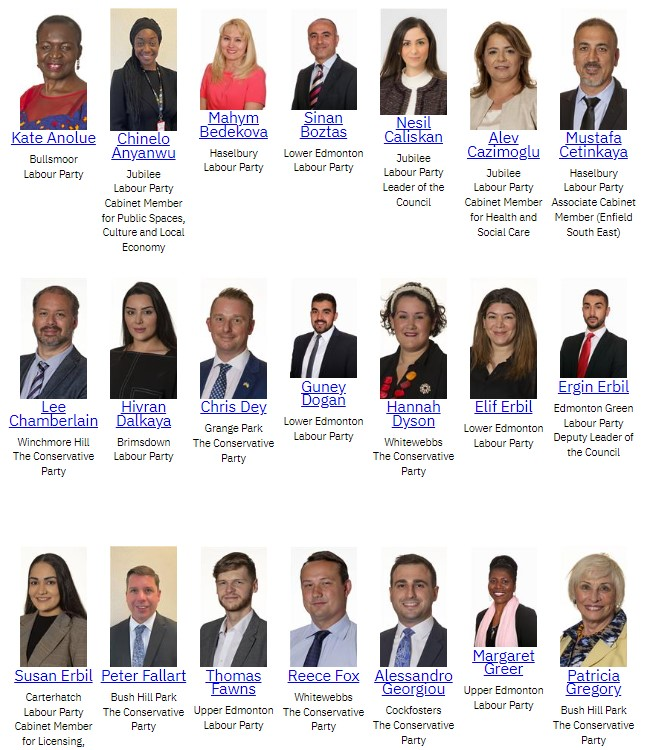 Kate Anolue
Bullsmoor
Labour Party
Chinelo
Anyanwu
Jubilee
Labour Party
Cabinet Member
for Public Spaces,
Culture and Local
Economy
Mahym
Bedekova
Haselbury
Labour Party
Sinan
Boztas
Lower Edmonton
Labour Party
Nesil
Caliskan
Jubilee
Labour Party
Leader of the
Council
Alev
Cazimoglu
Jubilee
Labour Party
Cabinet Member
for Health and
Social Care
Mustafa
Cetinkaya
Haselbury
Labour Party
Associate Cabinet
Member (Enfield
South East)
Lee
Chamberlain
Winchmore Hill
The Conservative
Party
Hivran
Dalkaya
Brimsdown
Labour Party
Chris Dey
Grange Park
The Conservative
Party
Guney
Dogan
Lower Edmonton
Labour Party
Hannah
Dyson
Whitewebbs
The Conservative
Party
Elif Erbil
Lower Edmonton
Labour Party
Ergin Erbil
Edmonton Green
Labour Party
Deputy Leader of
the Council
Susan Erbil
Carterhatch
Labour Party
Cabinet Member
for Licensing,
Peter Fallart
Bush Hill Park
The Conservative
Party
Thomas
Fawns
Upper Edmonton
Labour Party
Reece Fox
Whitewebbs
The Conservative
Party
Alessandro
Georgiou
Cockfosters
The Conservative
Party
Margaret
Greer
Upper Edmonton
Labour Party
Patricia
Gregory
Bush Hill Park
The Conservative
Party